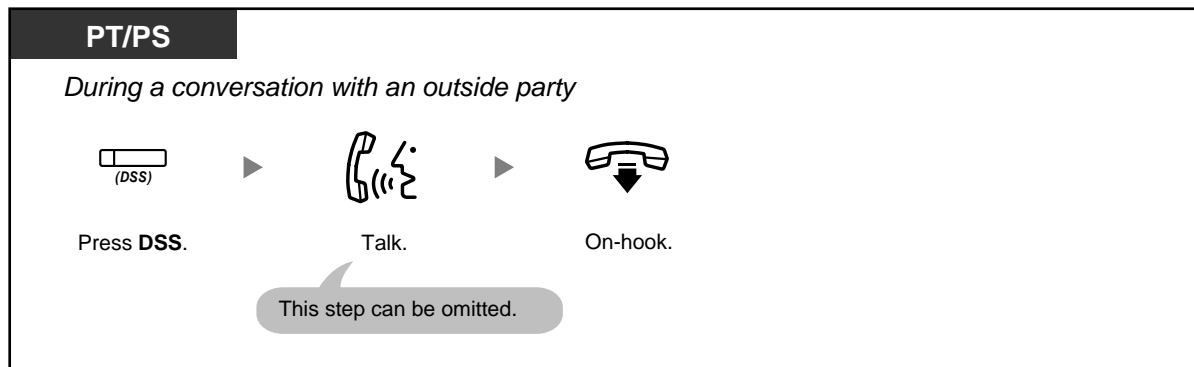 PT/PS
During a conversation with an outside party
(DSS)
Press DSS.
Talk.
On-hook.
This step can be omitted.